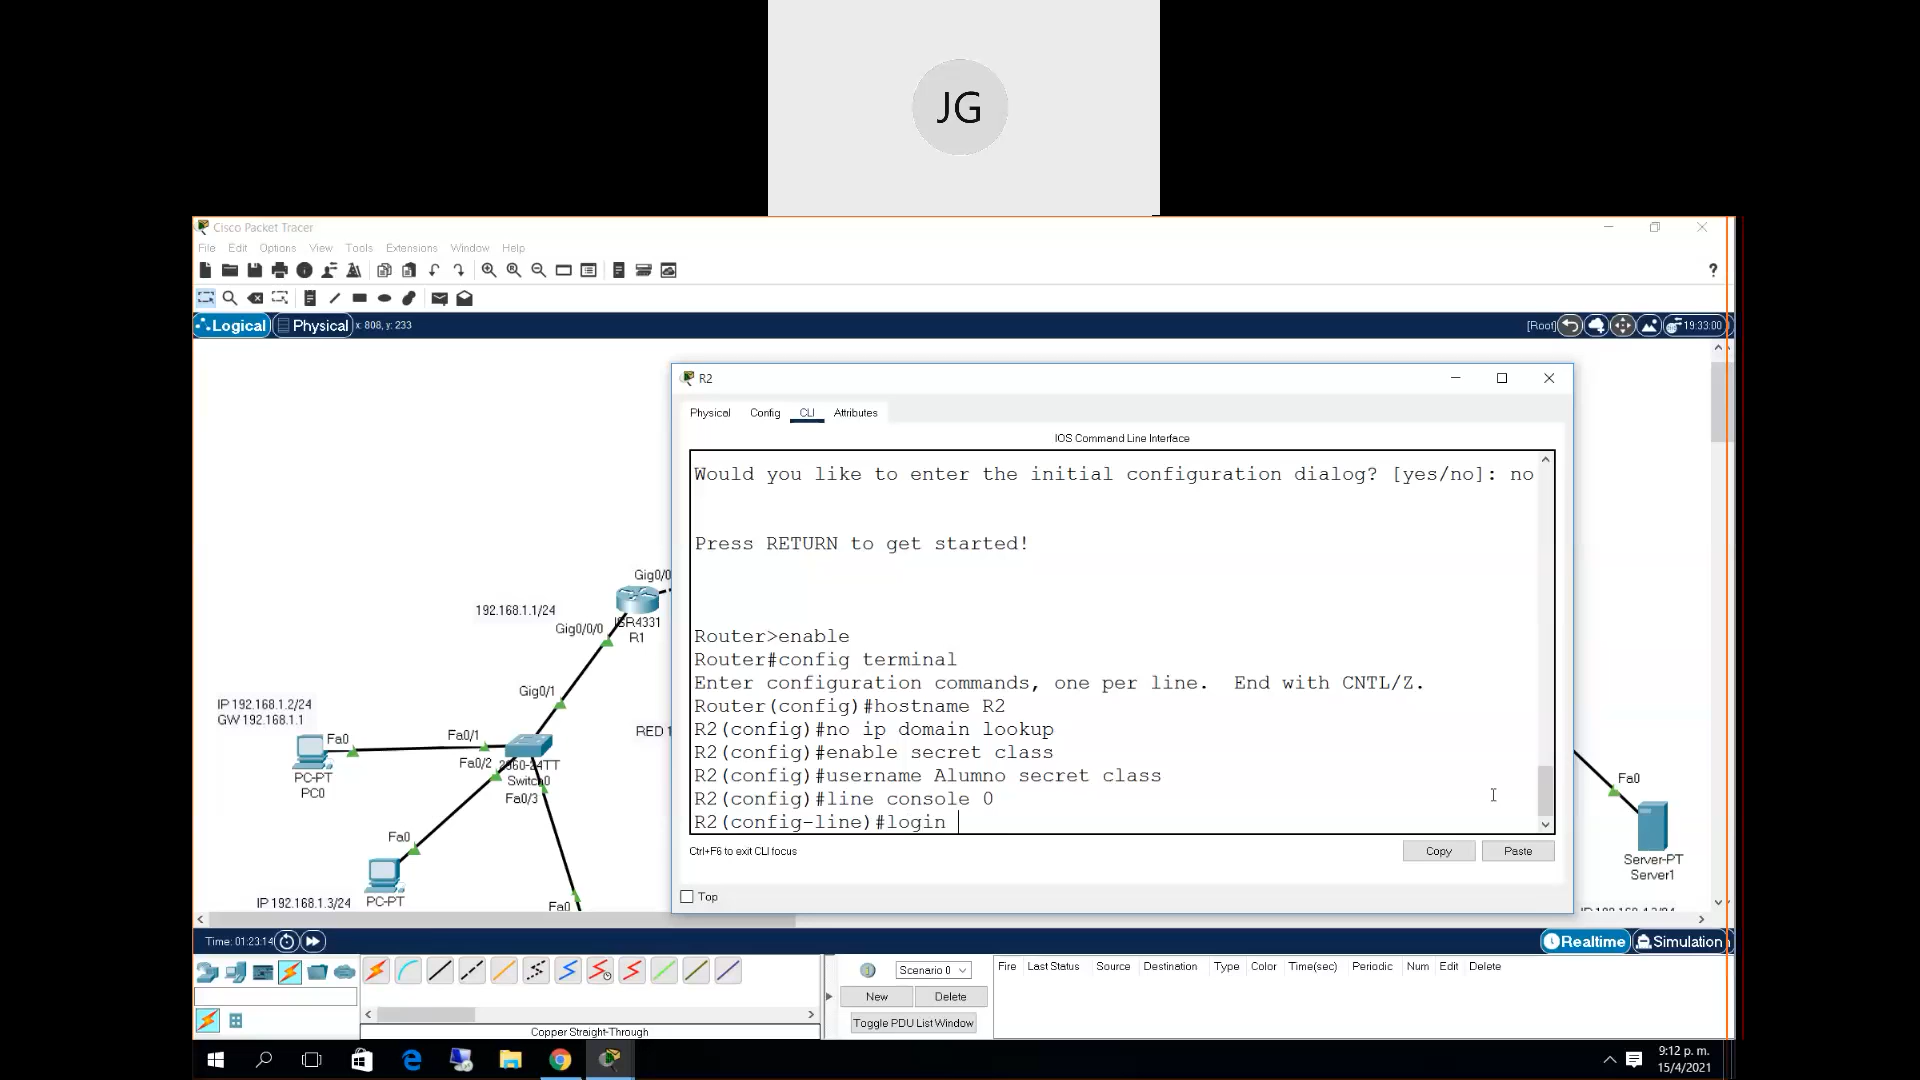 JG
Cisco Packet Tracer
File Edit Options View Tools Extensions Window Help
?
Logical Physical x: 808, y: 233 [Root] 19:33:00
R2
Physical Config CLI Attributes
IOS Command Line Interface
Would you like to enter the initial configuration dialog? [yes/no]: no
Press RETURN to get started!
Router>enable
Router#config terminal
Enter configuration commands, one per line. End with CNTL/Z.
Router(config)#hostname R2
R2(config)#no ip domain lookup
R2(config)#enable secret class
R2(config)#username Alumno secret class
R2(config)#line console 0
R2(config-line)#login
Ctrl+F6 to exit CLI focus
Copy Paste
Top
Gig0/0
192.168.1.1/24
ISR4331
R1
Gig0/0/0
Gig0/1
IP 192.168.1.2/24
GW 192.168.1.1
RED 1
Fa0
Fa0/1
Fa0/2
2960-24TT
Switch0
Fa0/3
PC-PT
PC0
Fa0
PC-PT
IP 192.168.1.3/24
Fa0
Fa0
Server-PT
Server1
Time: 01:23:14 Realtime Simulation
Scenario 0
New Delete
Toggle PDU List Window
Fire Last Status Source Destination Type Color Time(sec) Periodic Num Edit Delete
Copper Straight-Through
9:12 p. m.
15/4/2021